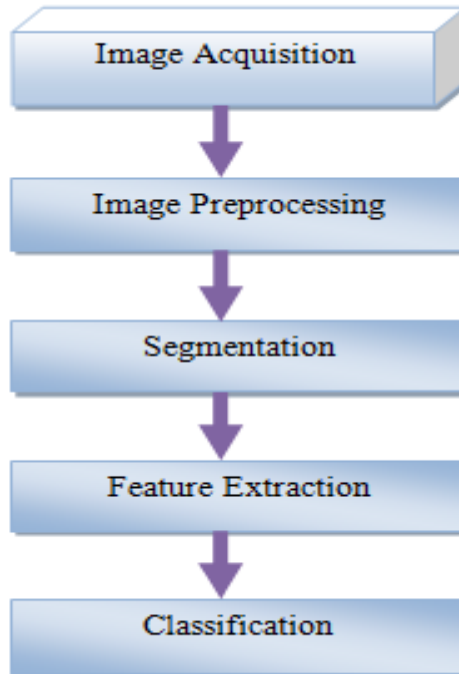 Image Acquisition
Image Preprocessing
Segmentation
Feature Extraction
Classification